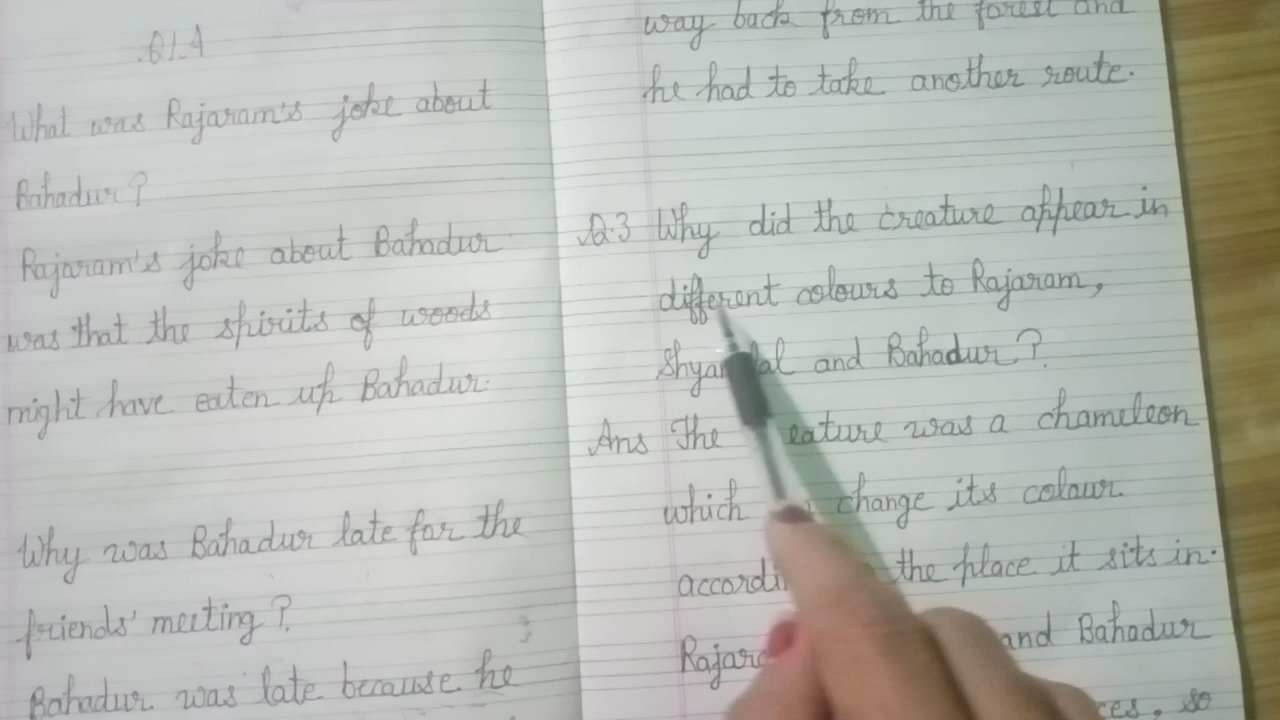 Q1.A
What was Rajaram's joke about
Bahadur?
Rajaram's joke about Bahadur
was that the spirits of woods
might have eaten up Bahadur.
Why was Bahadur late for the
friends' meeting?
Bahadur was late because he
way back from the forest and
he had to take another route.
Q.3 Why did the creature appear in
different colours to Rajaram,
and Bahadur?
Ans The was a chameleon
which change its colour
the place it sits in.
and Bahadur
so